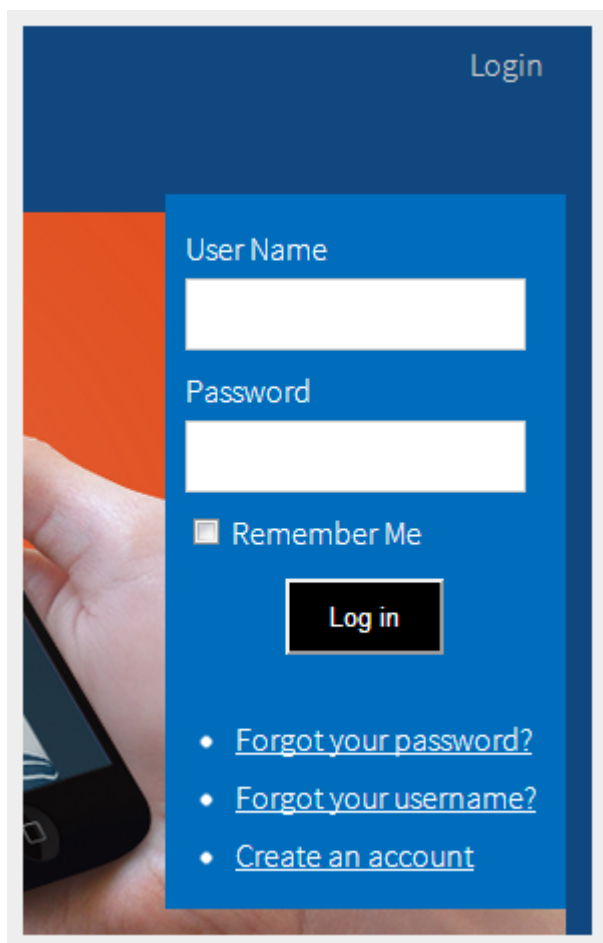 Login
User Name
Password
Remember Me
Log in
Forgot your password?
Forgot your username?
Create an account